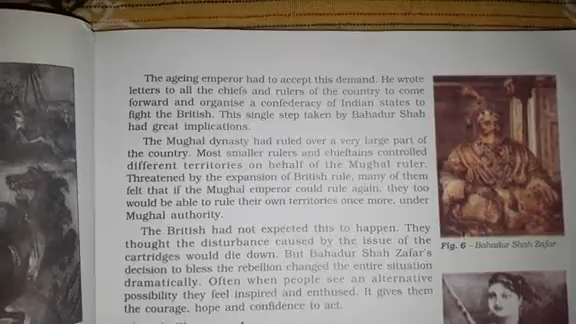 The ageing emperor had to accept this demand. He wrote
letters to all the chiefs and rulers of the country to come
forward and organise a confederacy of Indian states to
fight the British. This single step taken by Bahadur Shah
had great implications.
The Mughal dynasty had ruled over a very large part of
the country. Most smaller rulers and chieftains controlled
different territories on behalf of the Mughal ruler.
Threatened by the expansion of British rule, many of them
felt that if the Mughal emperor could rule again, they too
would be able to rule their own territories once more, under
Mughal authority.
The British had not expected this to happen. They
thought the disturbance caused by the issue of the
cartridges would die down. But Bahadur Shah Zafar's
decision to bless the rebellion changed the entire situation
dramatically. Often when people see an alternative
possibility they feel inspired and enthused. It gives them
the courage, hope and confidence to act.
Fig. 6 – Bahadur Shah Zafar